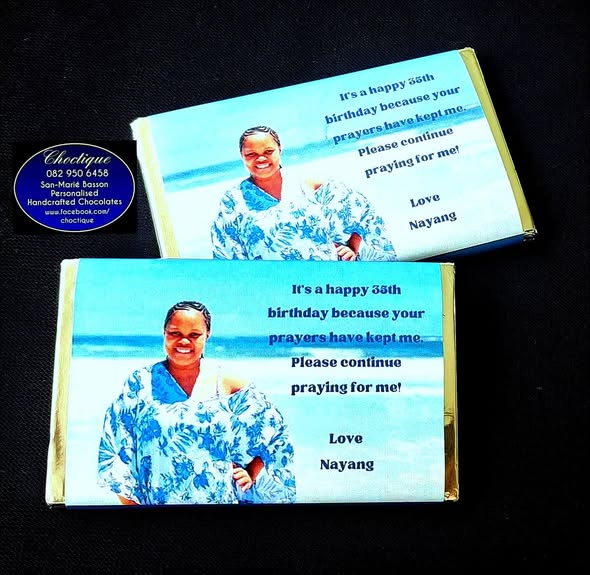 Choctique
082 950 6458
San-Marié Basson
Personalised
Handcrafted Chocolates
www.facebook.com/
choctique
It's a happy 35th
birthday because your
prayers have kept me.
Please continue
praying for me!
Love
Nayang
It's a happy 35th
birthday because your
prayers have kept me.
Please continue
praying for me!
Love
Nayang